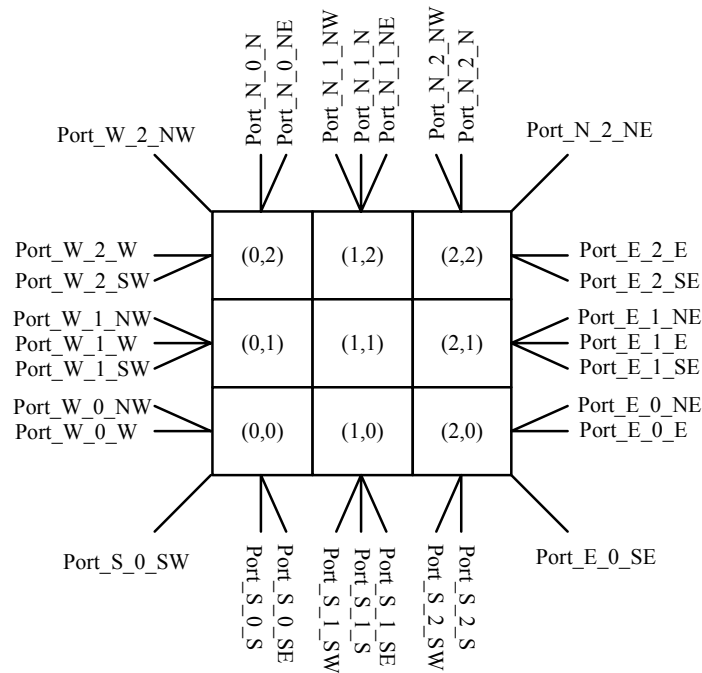 Port_N_0_N
Port_N_0_NE
Port_N_1_NW
Port_N_1_N
Port_N_1_NE
Port_N_2_NW
Port_N_2_N
Port_W_2_NW
Port_N_2_NE
Port_W_2_W
(0,2)
(1,2)
(2,2)
Port_E_2_E
Port_W_2_SW
Port_E_2_SE
Port_W_1_NW
Port_E_1_NE
Port_W_1_W
(0,1)
(1,1)
(2,1)
Port_E_1_E
Port_W_1_SW
Port_E_1_SE
Port_W_0_NW
Port_E_0_NE
Port_W_0_W
(0,0)
(1,0)
(2,0)
Port_E_0_E
Port_S_0_SW
Port_E_0_SE
Port_S_0_S
Port_S_0_SE
Port_S_1_SW
Port_S_1_S
Port_S_1_SE
Port_S_2_SW
Port_S_2_S